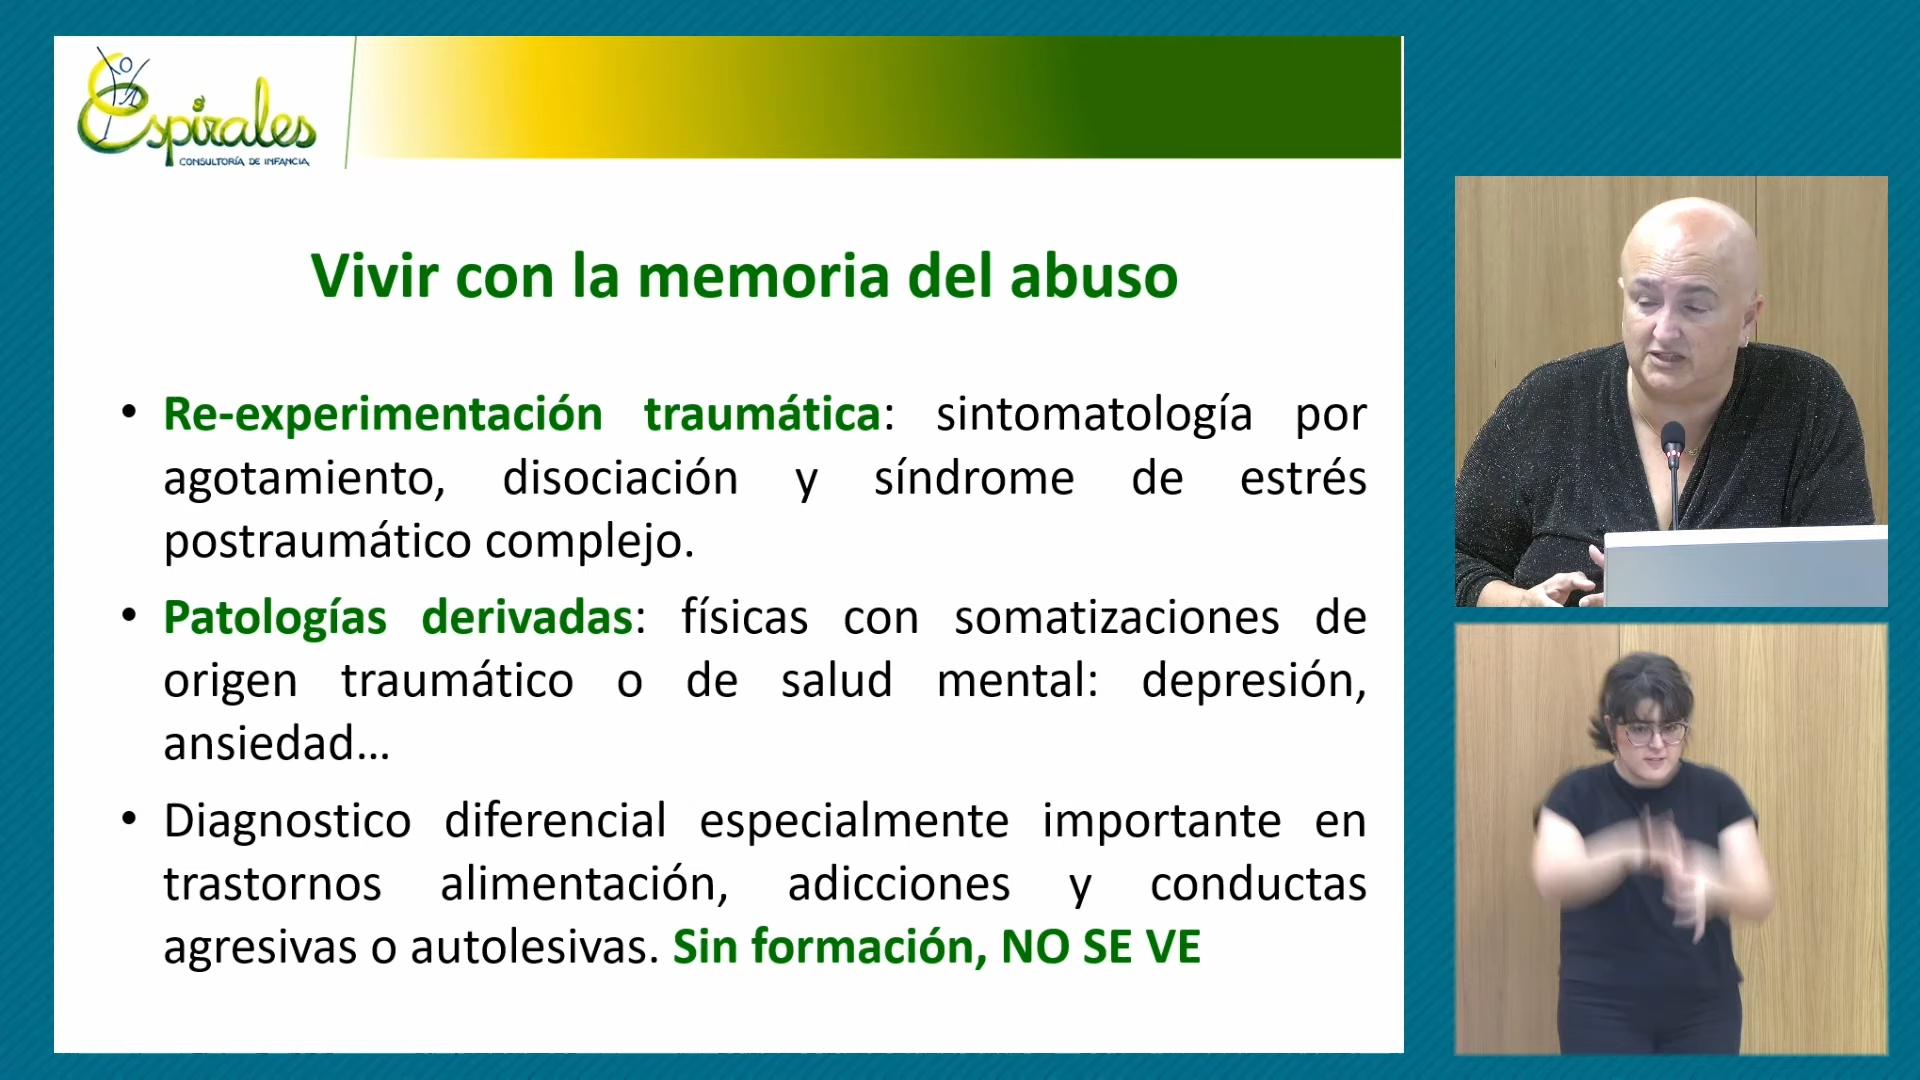 Espirales
CONSULTORÍA DE INFANCIA
Vivir con la memoria del abuso
• Re-experimentación traumática: sintomatología por
agotamiento, disociación y síndrome de estrés
postraumático complejo.
• Patologías derivadas: físicas con somatizaciones de
origen traumático o de salud mental: depresión,
ansiedad...
• Diagnostico diferencial especialmente importante en
trastornos alimentación, adicciones y conductas
agresivas o autolesivas. Sin formación, NO SE VE